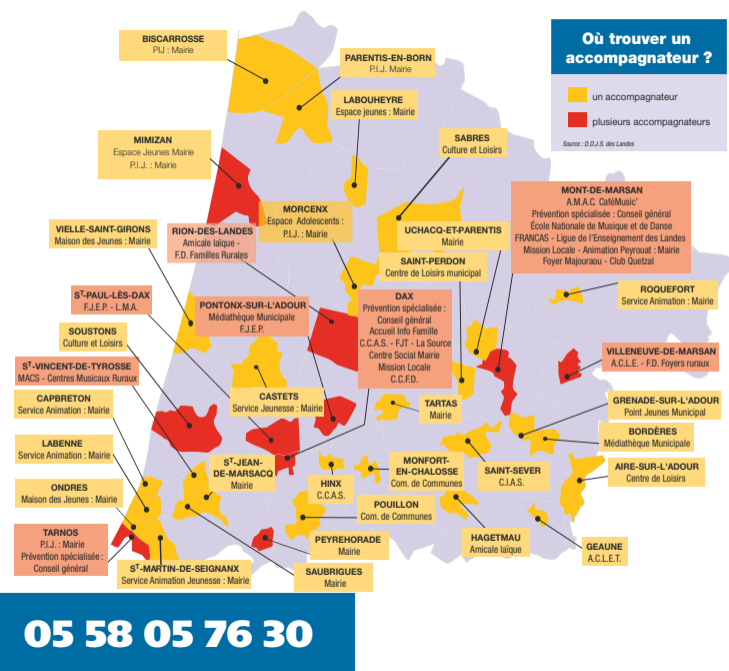 Où trouver un
accompagnateur ?
un accompagnateur
plusieurs accompagnateurs
Source : D.D.J.S. des Landes
BISCARROSSE
PIJ : Mairie
PARENTIS-EN-BORN
P.I.J. Mairie
LABOUHEYRE
Espace jeunes : Mairie
MIMIZAN
Espace Jeunes Mairie
P.I.J. : Mairie
SABRES
Culture et Loisirs
MONT-DE-MARSAN
A.M.A.C. CaféMusic'
Prévention spécialisée : Conseil général
École Nationale de Musique et de Danse
FRANCAS - Ligue de l'Enseignement des Landes
Mission Locale - Animation Peyrouat : Mairie
Foyer Majouraou - Club Quetzal
MORCENX
Espace Adolescents :
P.I.J. : Mairie
VIELLE-SAINT-GIRONS
Maison des Jeunes : Mairie
RION-DES-LANDES
Amicale laïque -
F.D. Familles Rurales
UCHACQ-ET-PARENTIS
Mairie
SAINT-PERDON
Centre de Loisirs municipal
ROQUEFORT
Service Animation : Mairie
ST-PAUL-LÈS-DAX
F.J.E.P. - L.M.A.
PONTONX-SUR-L'ADOUR
Médiathèque Municipale
F.J.E.P.
DAX
Prévention spécialisée :
Conseil général
Accueil Info Famille
C.C.A.S. - FJT - La Source
Centre Social Mairie
Mission Locale
C.C.F.D.
SOUSTONS
Culture et Loisirs
VILLENEUVE-DE-MARSAN
A.C.L.E. - F.D. Foyers ruraux
ST-VINCENT-DE-TYROSSE
MACS - Centres Musicaux Ruraux
CASTETS
Service Jeunesse : Mairie
TARTAS
Mairie
GRENADE-SUR-L'ADOUR
Point Jeunes Municipal
CAPBRETON
Service Animation : Mairie
BORDÈRES
Médiathèque Municipale
LABENNE
Service Animation : Mairie
ST-JEAN-
DE-MARSACQ
Mairie
HINX
C.C.A.S.
MONFORT-
EN-CHALOSSE
Com. de Communes
SAINT-SEVER
C.I.A.S.
AIRE-SUR-L'ADOUR
Centre de Loisirs
ONDRES
Maison des Jeunes : Mairie
POUILLON
Com. de Communes
TARNOS
P.I.J. : Mairie
Prévention spécialisée :
Conseil général
PEYREHORADE
Mairie
HAGETMAU
Amicale laïque
GEAUNE
A.C.L.E.T.
ST-MARTIN-DE-SEIGNANX
Service Animation Jeunesse : Mairie
SAUBRIGUES
Mairie
05 58 05 76 30